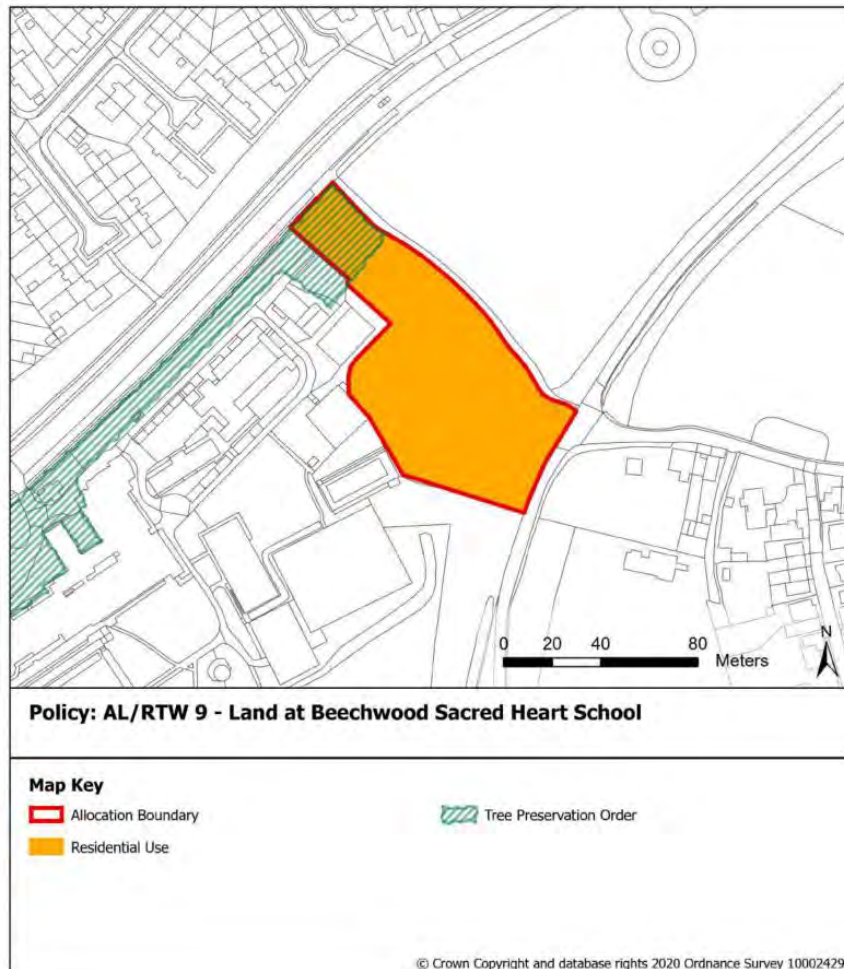 0 20 40 80
Meters
N
Policy: AL/RTW 9 - Land at Beechwood Sacred Heart School
Map Key
Allocation Boundary
Tree Preservation Order
Residential Use
© Crown Copyright and database rights 2020 Ordnance Survey 10002429